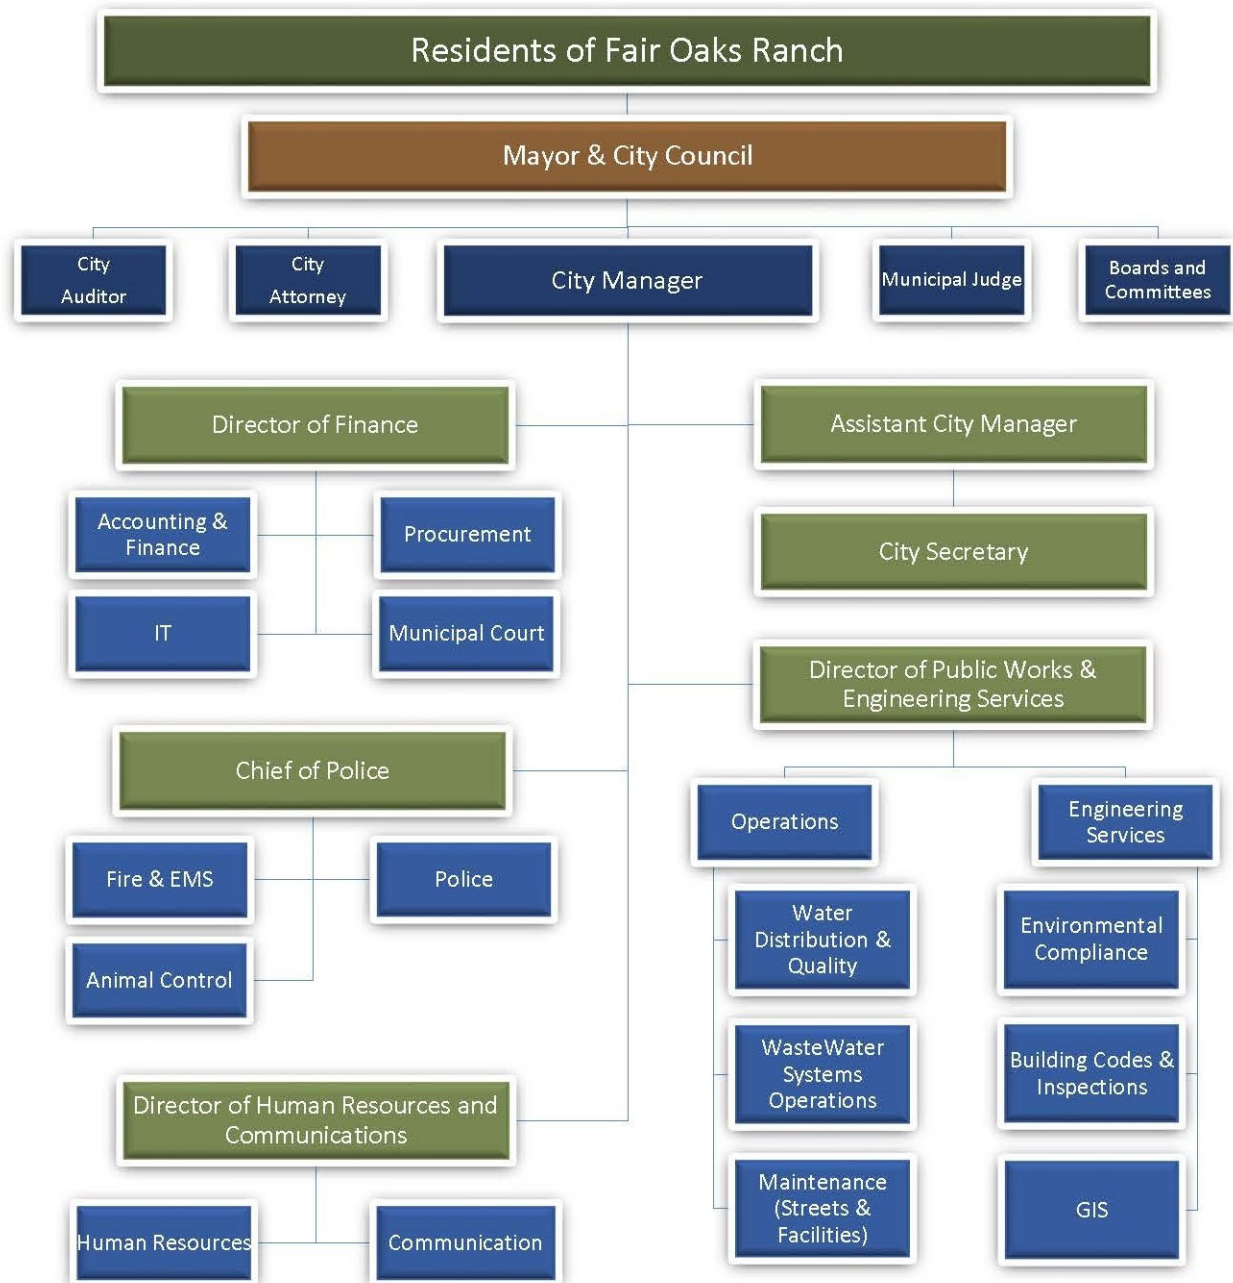 Residents of Fair Oaks Ranch
Mayor & City Council
City
Auditor
City
Attorney
City Manager
Municipal Judge
Boards and
Committees
Director of Finance
Assistant City Manager
Accounting &
Finance
Procurement
City Secretary
IT
Municipal Court
Director of Public Works &
Engineering Services
Chief of Police
Operations
Engineering
Services
Fire & EMS
Police
Water
Distribution &
Quality
Environmental
Compliance
Animal Control
WasteWater
Systems
Operations
Building Codes &
Inspections
Director of Human Resources and
Communications
Maintenance
(Streets &
Facilities)
GIS
Human Resources
Communication